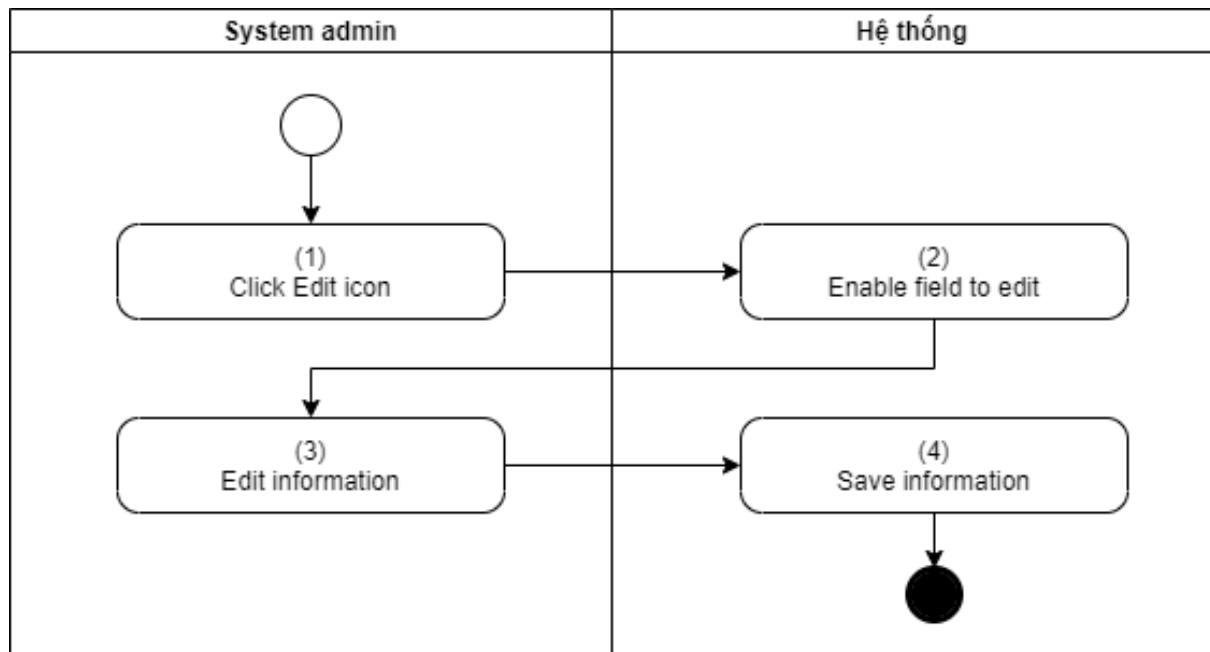 System admin
Hệ thống
(1)
Click Edit icon
(2)
Enable field to edit
(3)
Edit information
(4)
Save information